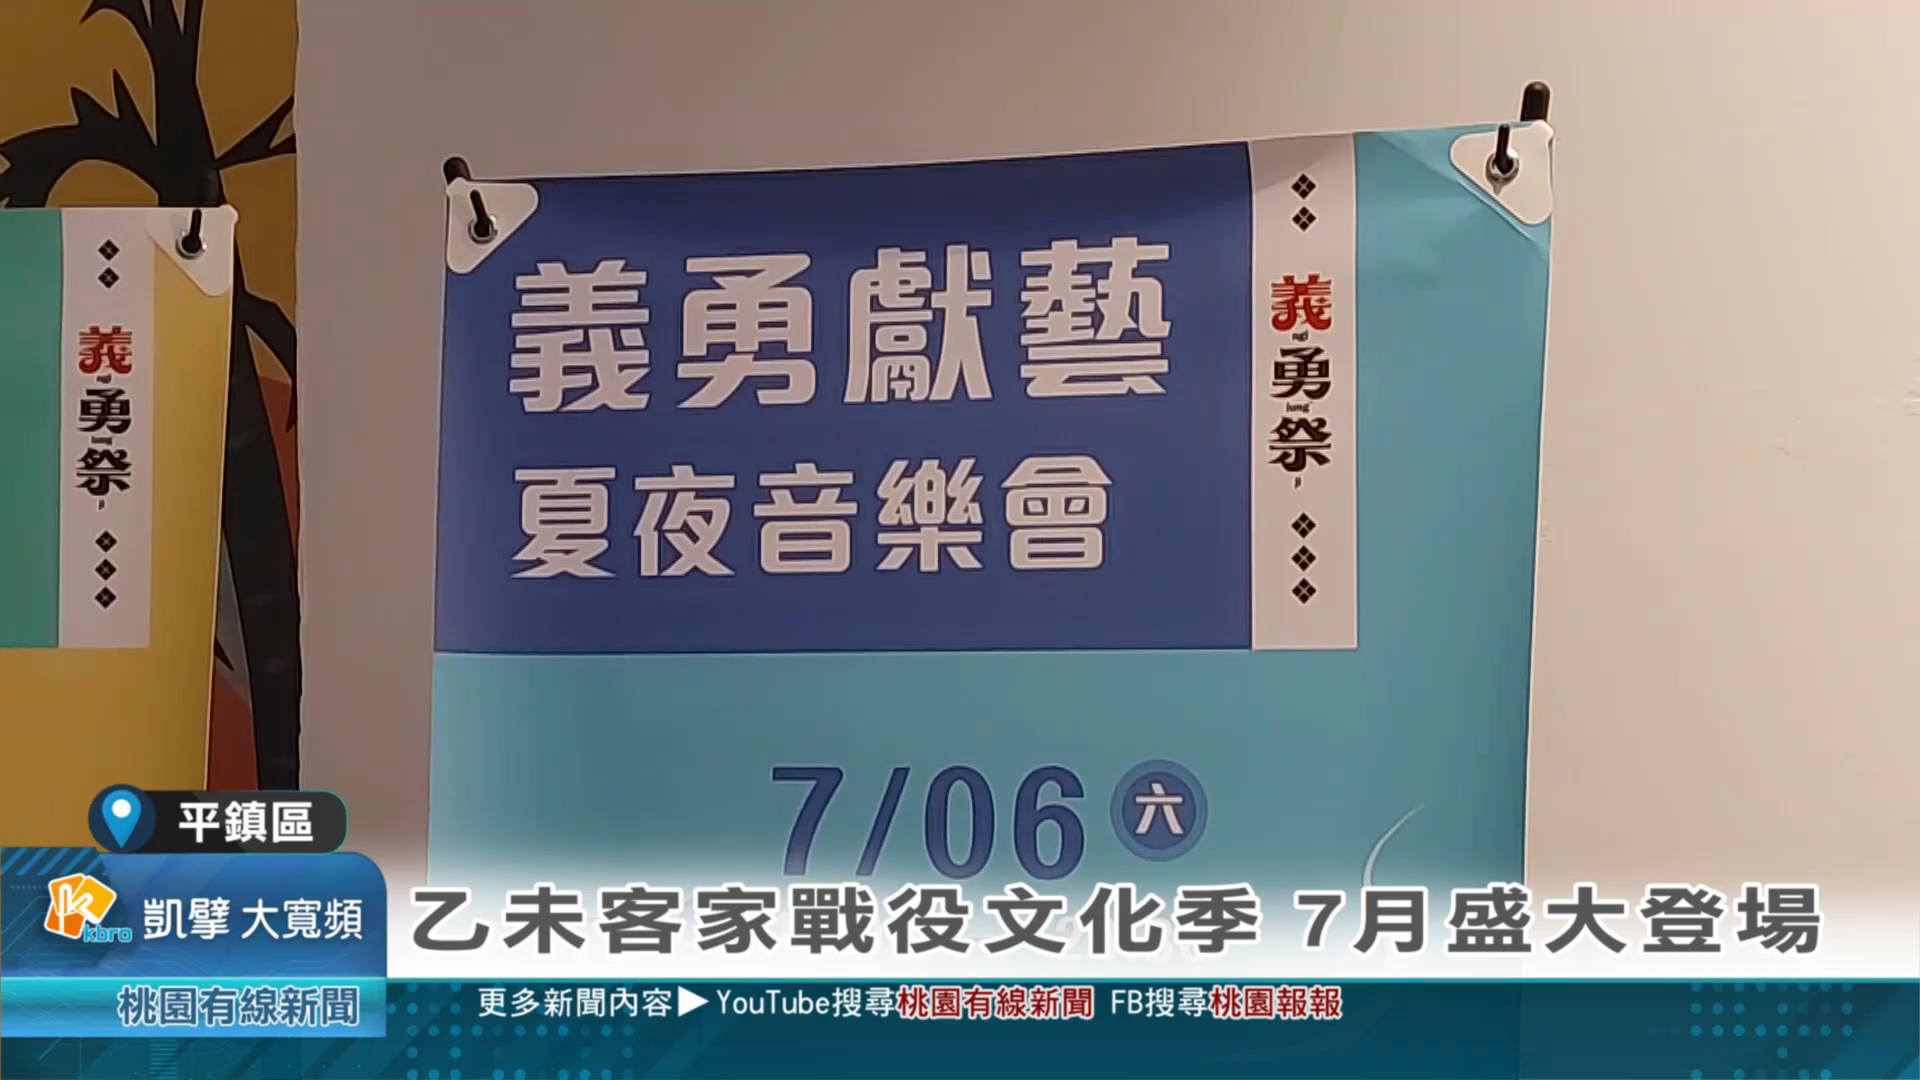 義勇祭
ngi
義勇獻藝
夏夜音樂會
義勇祭
ngi
iung
7/06 六
平鎮區
kbro 凱擘 大寬頻
乙未客家戰役文化季 7月盛大登場
桃園有線新聞
更多新聞內容▶YouTube搜尋桃園有線新聞 FB搜尋桃園報報